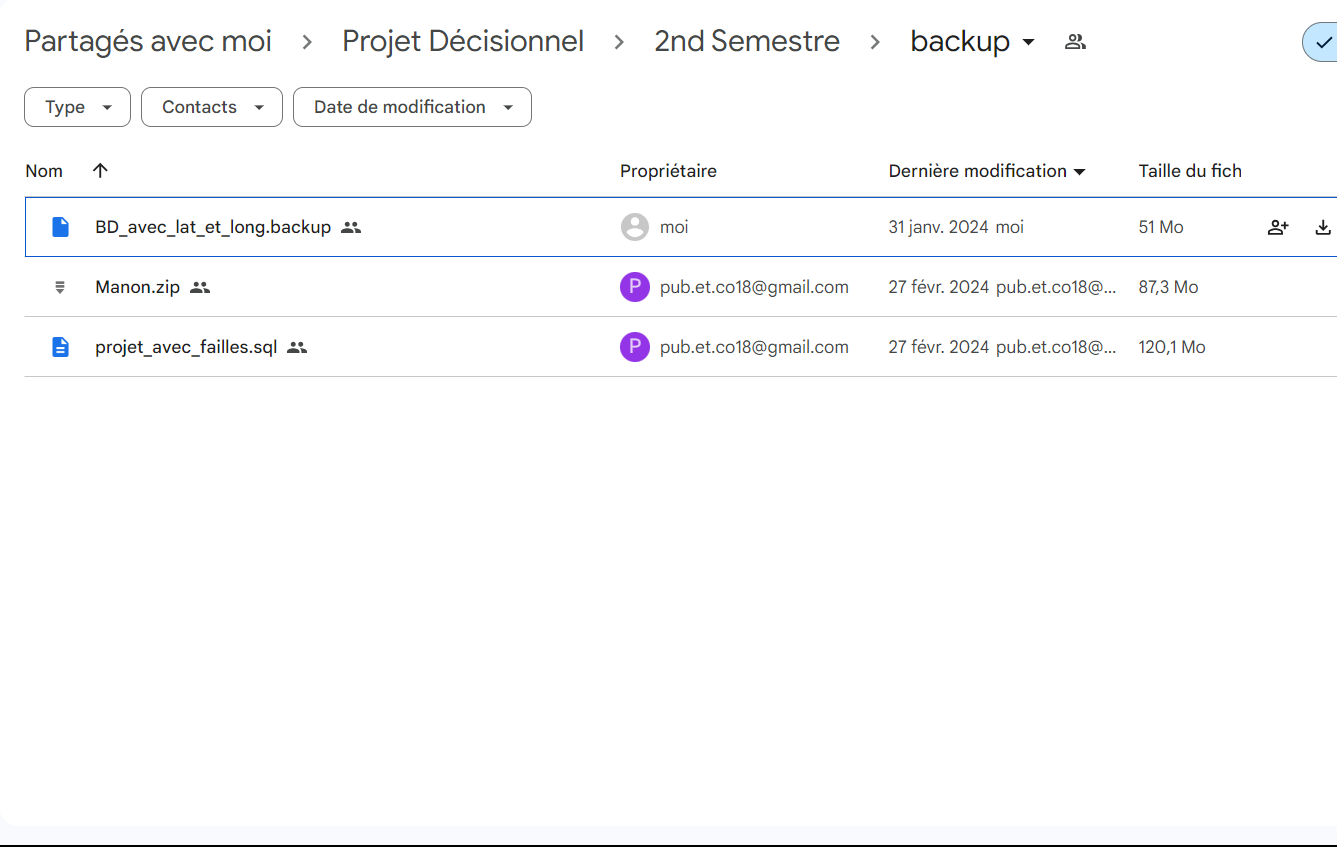 Partagés avec moi > Projet Décisionnel > 2nd Semestre > backup
Type Contacts Date de modification
Nom Propriétaire Dernière modification Taille du fich
BD_avec_lat_et_long.backup moi 31 janv. 2024 moi 51 Mo
Manon.zip P pub.et.co18@gmail.com 27 févr. 2024 pub.et.co18@... 87,3 Mo
projet_avec_failles.sql P pub.et.co18@gmail.com 27 févr. 2024 pub.et.co18@... 120,1 Mo